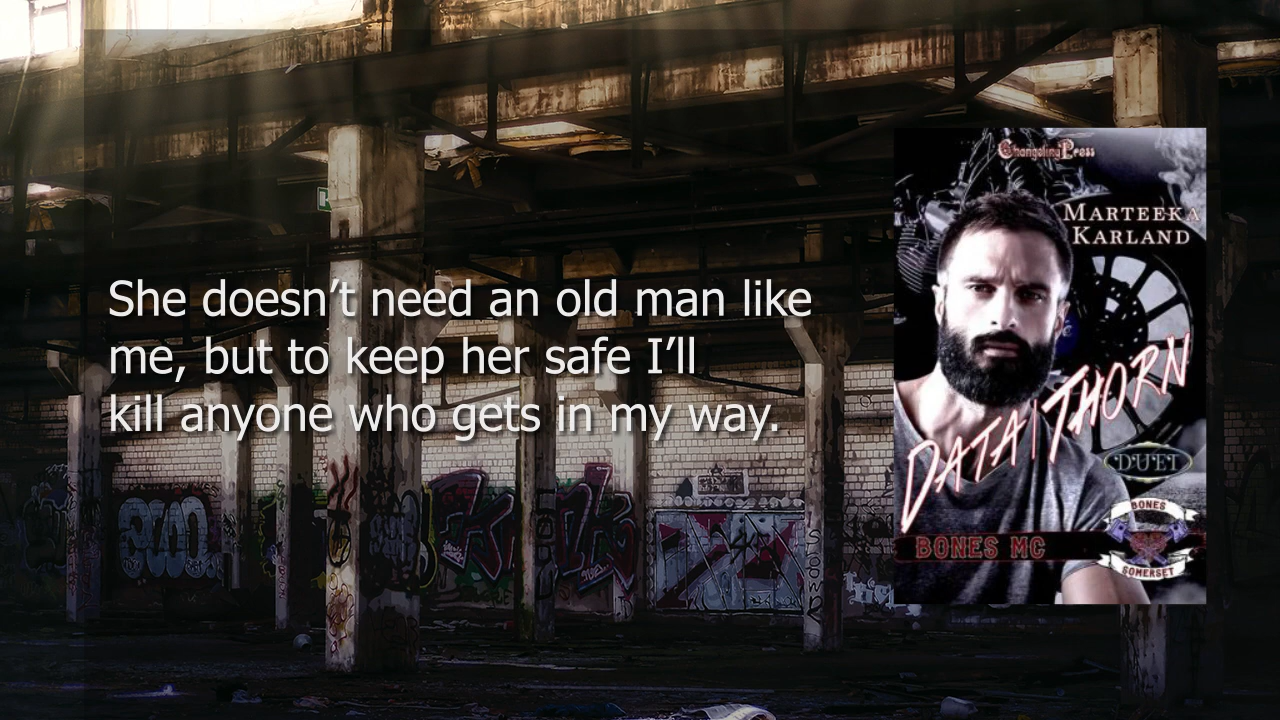 She doesn't need an old man like
me, but to keep her safe I'll
kill anyone who gets in my way.
Changeling Press
MARTEEKA
KARLAND
DATA/THORN
DUET
BONES MC
BONES
SOMERSET